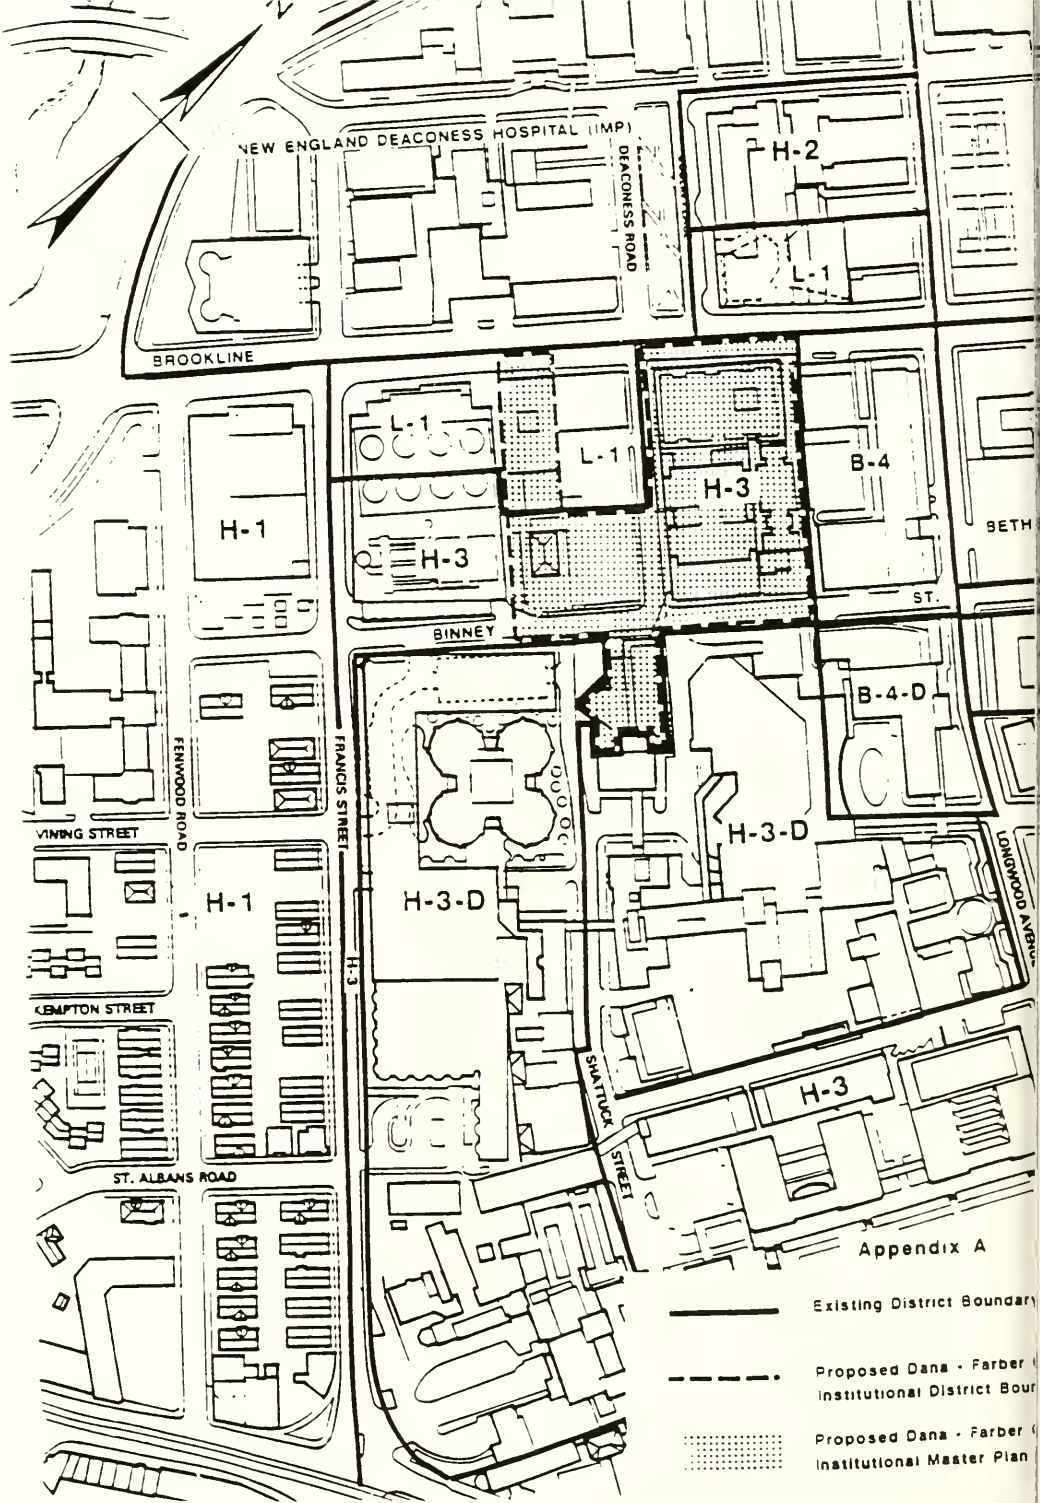 NEW ENGLAND DEACONESS HOSPITAL (IMP)
DEACONESS ROAD
H-2
L-1
BROOKLINE
L-1
L-1
H-3
B-4
H-1
H-3
BETH
ST.
BINNEY
B-4-D
FENWOOD ROAD
FRANCIS STREET
VINING STREET
H-3-D
LONGWOOD AVENUE
H-1
H-3-D
H-3
KEMPTON STREET
SHATTUCK STREET
H-3
ST. ALBANS ROAD
Appendix A
Existing District Boundary
Proposed Dana - Farber
Institutional District Boun
Proposed Dana - Farber
Institutional Master Plan